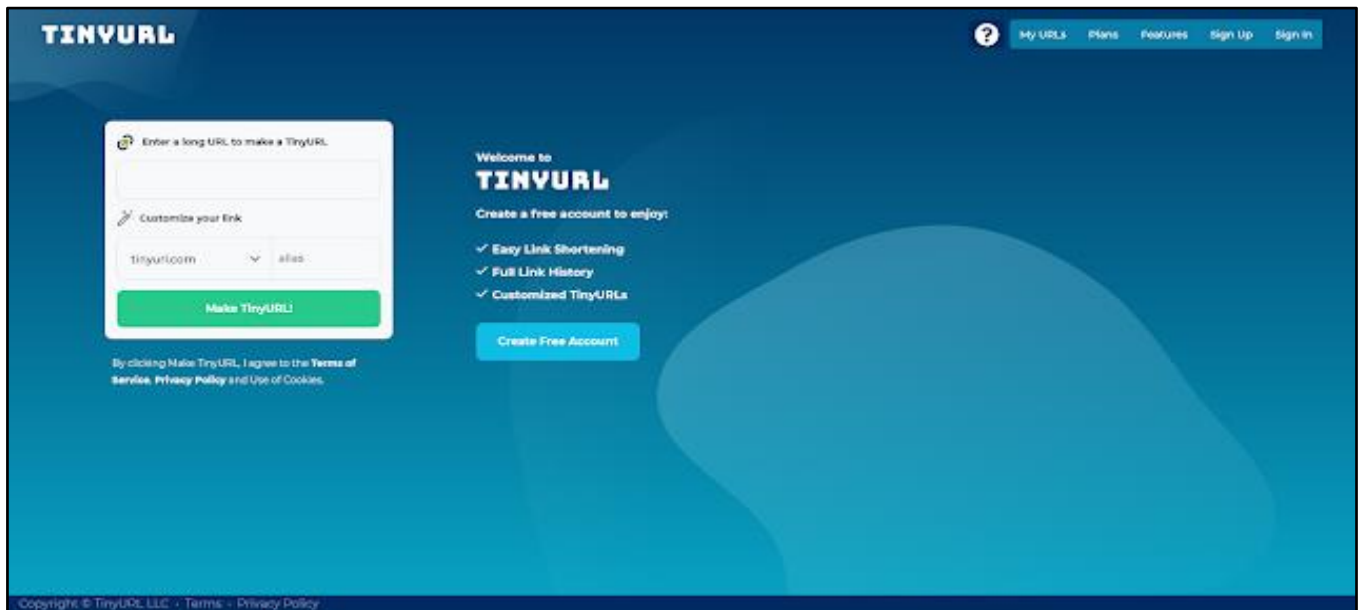 TINYURL
My URLs Plans Features Sign Up Sign In
Enter a long URL to make a TinyURL
Customize your link
tinyurl.com alias
Make TinyURL!
By clicking Make TinyURL, I agree to the Terms of
Service, Privacy Policy and Use of Cookies.
Welcome to
TINYURL
Create a free account to enjoy:
✓ Easy Link Shortening
✓ Full Link History
✓ Customized TinyURLs
Create Free Account
Copyright © TinyURL LLC · Terms · Privacy Policy